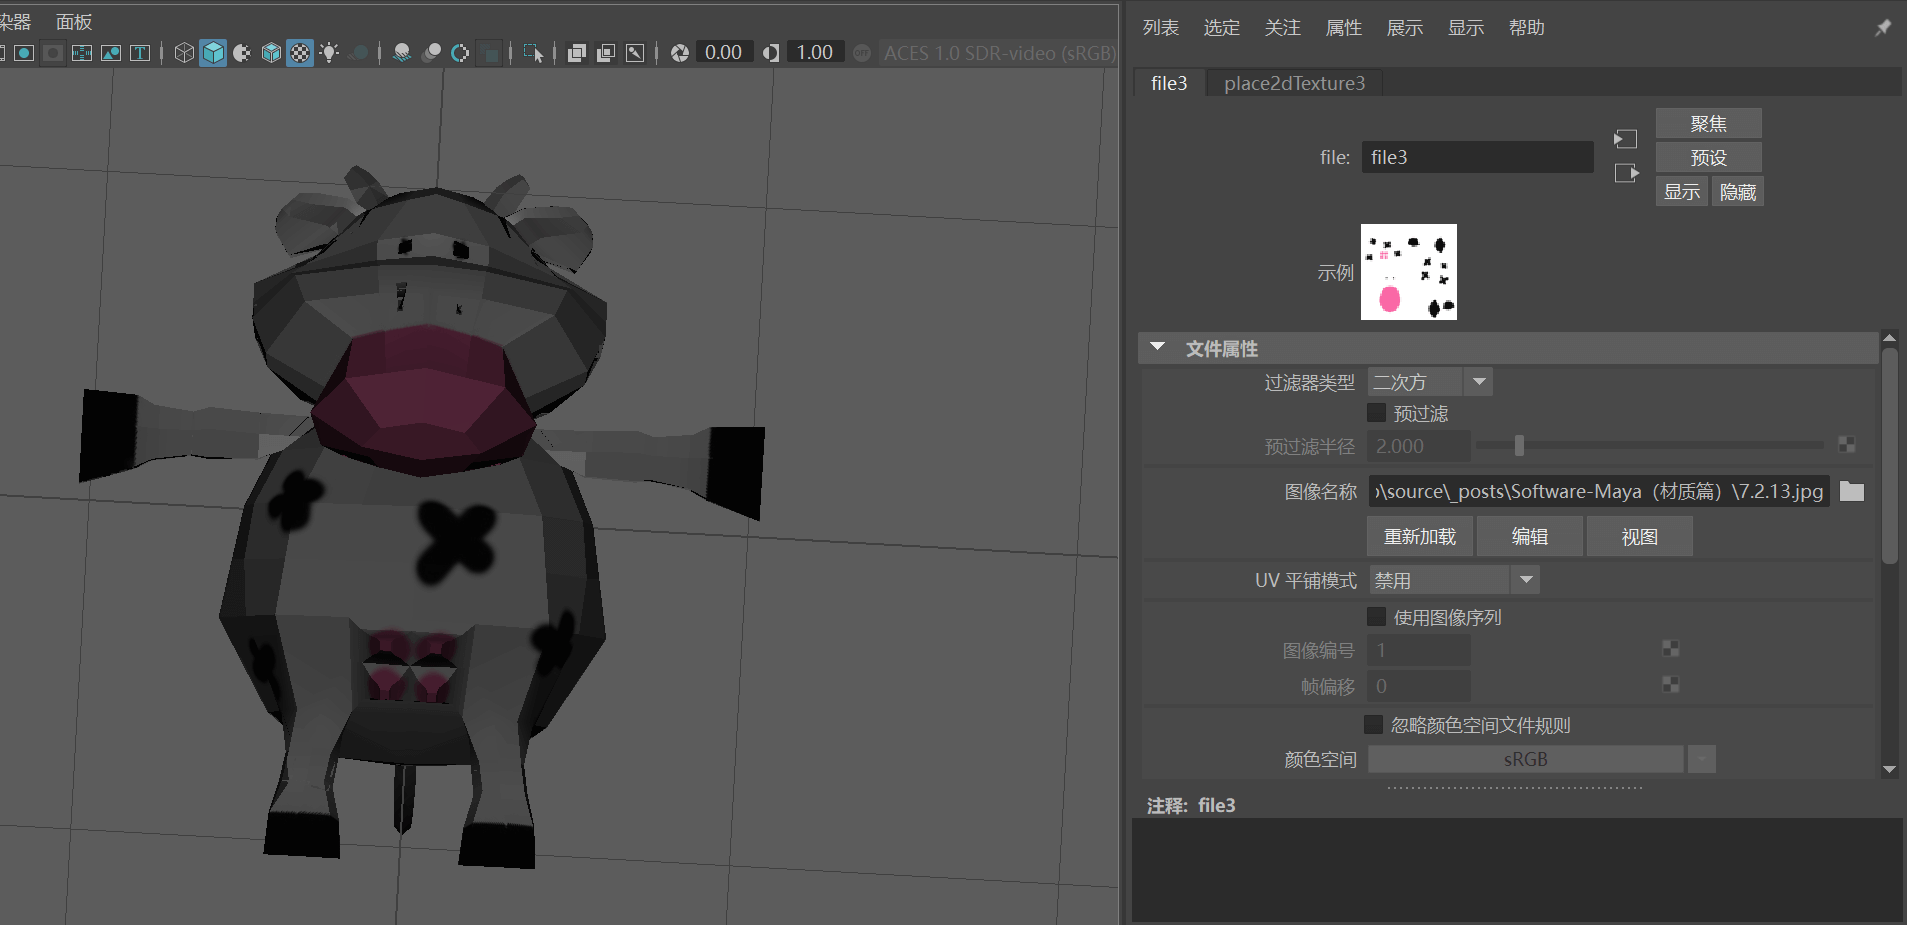 染器 面板
T 0.00 1.00 ACES 1.0 SDR-video (sRGB)
列表 选定 关注 属性 展示 显示 帮助
file3 place2dTexture3
file: file3
聚焦
预设
显示 隐藏
示例
文件属性
过滤器类型 二次方
预过滤
预过滤半径 2.000
图像名称 \source\_posts\Software-Maya（材质篇）\7.2.13.jpg
重新加载 编辑 视图
UV 平铺模式 禁用
使用图像序列
图像编号 1
帧偏移 0
忽略颜色空间文件规则
颜色空间 sRGB
注释: file3